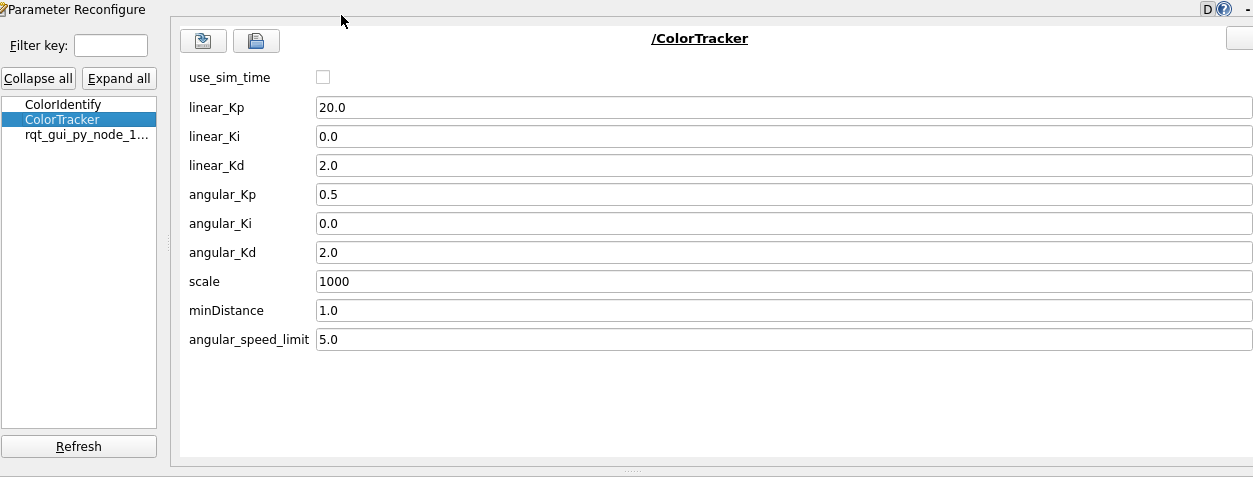 Parameter Reconfigure
D ? -
Filter key:
Collapse all Expand all
ColorIdentify
ColorTracker
rqt_gui_py_node_1...
Refresh
/ColorTracker
use_sim_time
linear_Kp 20.0
linear_Ki 0.0
linear_Kd 2.0
angular_Kp 0.5
angular_Ki 0.0
angular_Kd 2.0
scale 1000
minDistance 1.0
angular_speed_limit 5.0